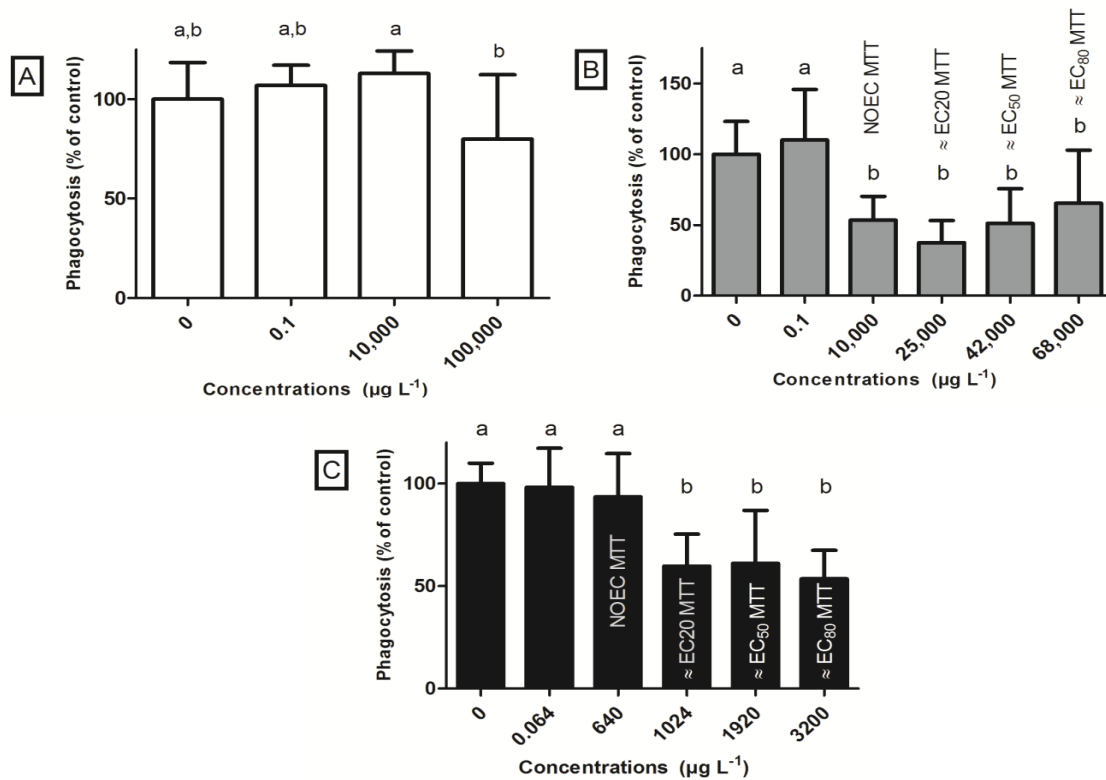 A
Phagocytosis (% of control)
a,b
a,b
a
b
100
50
0
0
0.1
10,000
100,000
Concentrations (µg L⁻¹)
B
Phagocytosis (% of control)
a
a
NOEC MTT
≈ EC20 MTT
≈ EC₅₀ MTT
≈ EC₈₀ MTT
b
b
b
b
150
100
50
0
0
0.1
10,000
25,000
42,000
68,000
Concentrations (µg L⁻¹)
C
Phagocytosis (% of control)
a
a
a
b
b
b
100
50
0
NOEC MTT
≈ EC20 MTT
≈ EC₅₀ MTT
≈ EC₈₀ MTT
0
0.064
640
1024
1920
3200
Concentrations (µg L⁻¹)